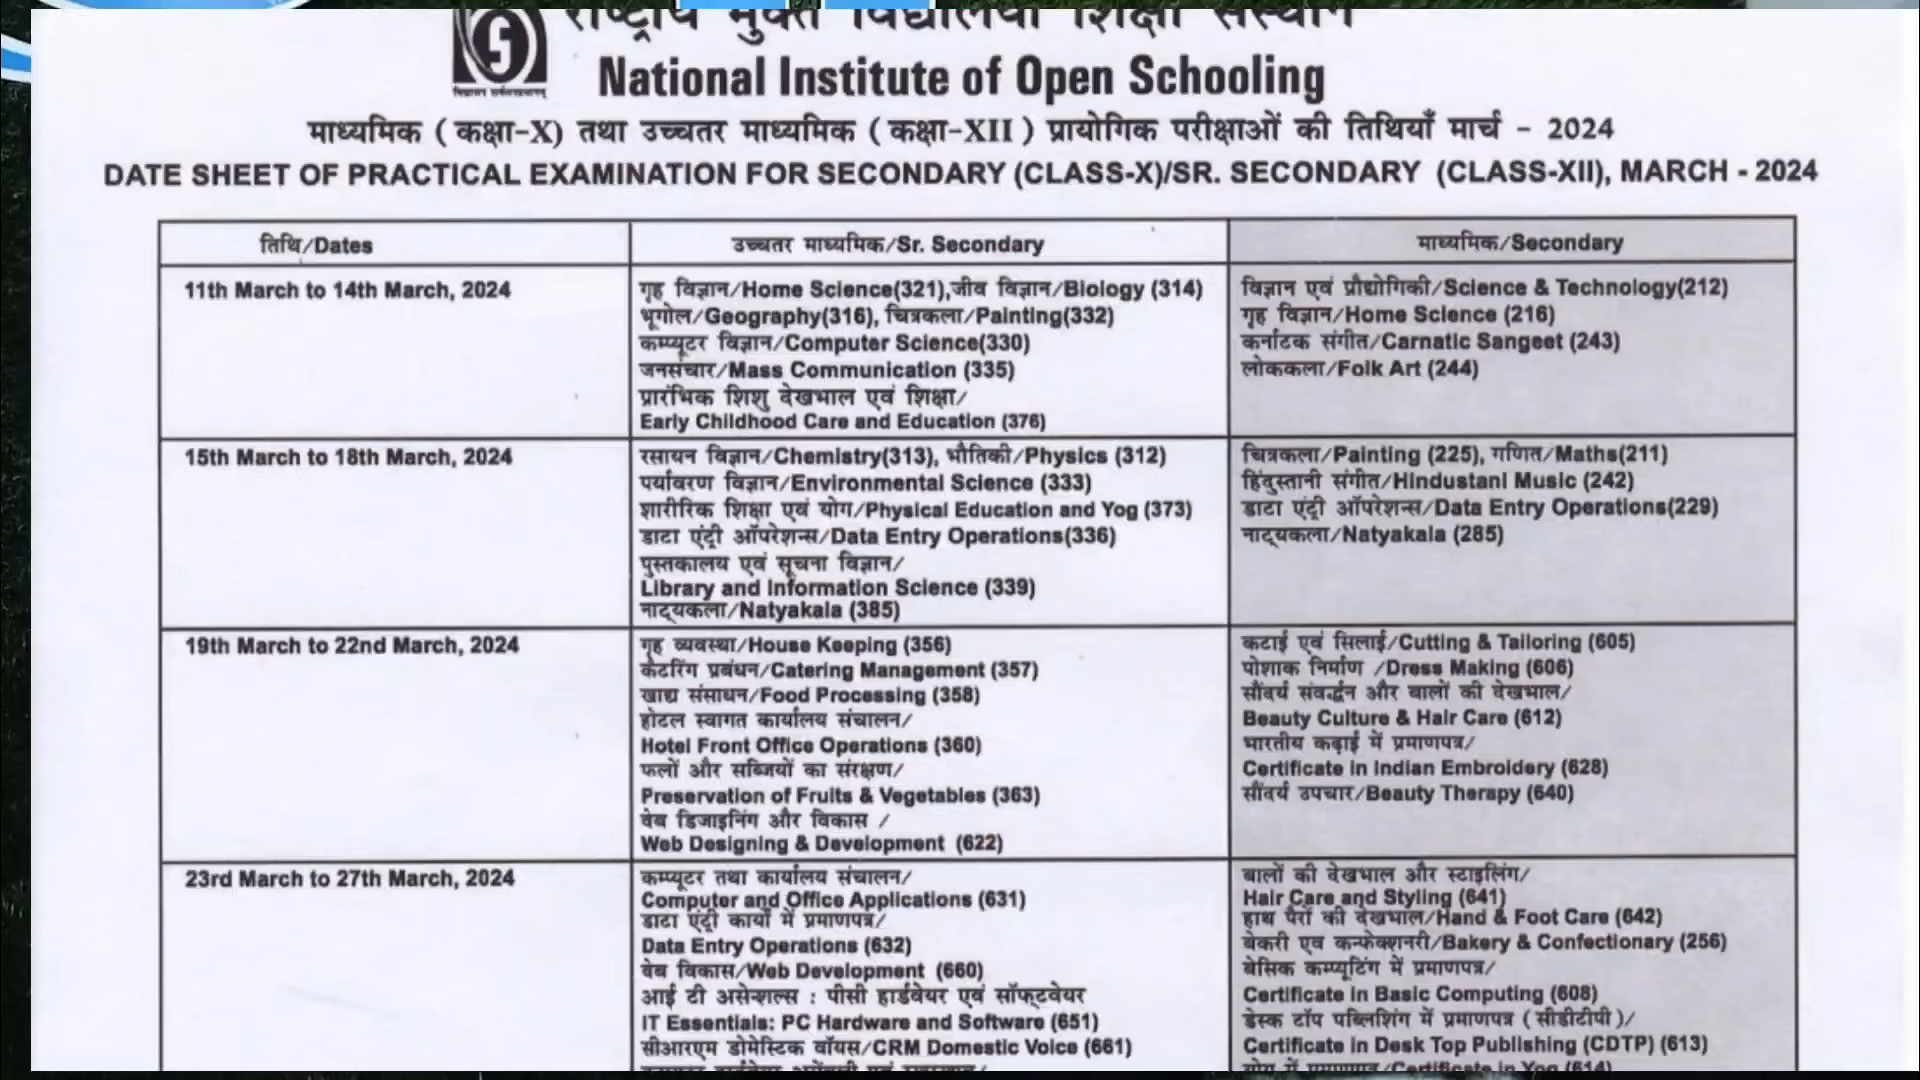 राष्ट्रीय मुक्त विद्यालयी शिक्षा संस्थान
National Institute of Open Schooling
माध्यमिक ( कक्षा-X) तथा उच्चतर माध्यमिक ( कक्षा-XII ) प्रायोगिक परीक्षाओं की तिथियाँ मार्च - 2024
DATE SHEET OF PRACTICAL EXAMINATION FOR SECONDARY (CLASS-X)/SR. SECONDARY (CLASS-XII), MARCH - 2024
तिथि/Dates
उच्चतर माध्यमिक/Sr. Secondary
माध्यमिक/Secondary
11th March to 14th March, 2024
गृह विज्ञान/Home Science(321),जीव विज्ञान/Biology (314)
भूगोल/Geography(316), चित्रकला/Painting(332)
कम्प्यूटर विज्ञान/Computer Science(330)
जनसंचार/Mass Communication (335)
प्रारंभिक शिशु देखभाल एवं शिक्षा/
Early Childhood Care and Education (376)
विज्ञान एवं प्रौद्योगिकी/Science & Technology(212)
गृह विज्ञान/Home Science (216)
कर्नाटक संगीत/Carnatic Sangeet (243)
लोककला/Folk Art (244)
15th March to 18th March, 2024
रसायन विज्ञान/Chemistry(313), भौतिकी/Physics (312)
पर्यावरण विज्ञान/Environmental Science (333)
शारीरिक शिक्षा एवं योग/Physical Education and Yog (373)
डाटा एंट्री ऑपरेशन्स/Data Entry Operations(336)
पुस्तकालय एवं सूचना विज्ञान/
Library and Information Science (339)
नाट्यकला/Natyakala (385)
चित्रकला/Painting (225), गणित/Maths(211)
हिंदुस्तानी संगीत/Hindustani Music (242)
डाटा एंट्री ऑपरेशन्स/Data Entry Operations(229)
नाट्यकला/Natyakala (285)
19th March to 22nd March, 2024
गृह व्यवस्था/House Keeping (356)
केटरिंग प्रबंधन/Catering Management (357)
खाद्य संसाधन/Food Processing (358)
होटल स्वागत कार्यालय संचालन/
Hotel Front Office Operations (360)
फलों और सब्जियों का संरक्षण/
Preservation of Fruits & Vegetables (363)
वेब डिजाइनिंग और विकास /
Web Designing & Development (622)
कटाई एवं सिलाई/Cutting & Tailoring (605)
पोशाक निर्माण /Dress Making (606)
सौंदर्य संवर्द्धन और बालों की देखभाल/
Beauty Culture & Hair Care (612)
भारतीय कढ़ाई में प्रमाणपत्र/
Certificate in Indian Embroidery (628)
सौंदर्य उपचार/Beauty Therapy (640)
23rd March to 27th March, 2024
कम्प्यूटर तथा कार्यालय संचालन/
Computer and Office Applications (631)
डाटा एंट्री कार्यों में प्रमाणपत्र/
Data Entry Operations (632)
वेब विकास/Web Development (660)
आई टी असेन्शल्स : पीसी हार्डवेयर एवं सॉफ्टवेयर
IT Essentials: PC Hardware and Software (651)
सीआरएम डोमेस्टिक वॉयस/CRM Domestic Voice (661)
बालों की देखभाल और स्टाइलिंग/
Hair Care and Styling (641)
हाथ पैरों की देखभाल/Hand & Foot Care (642)
बेकरी एवं कन्फेक्शनरी/Bakery & Confectionary (256)
बेसिक कम्प्यूटिंग में प्रमाणपत्र/
Certificate in Basic Computing (608)
डेस्क टॉप पब्लिशिंग में प्रमाणपत्र ( सीडीटीपी )/
Certificate in Desk Top Publishing (CDTP) (613)
योग में प्रमाणपत्र/Certificate in Yog (614)